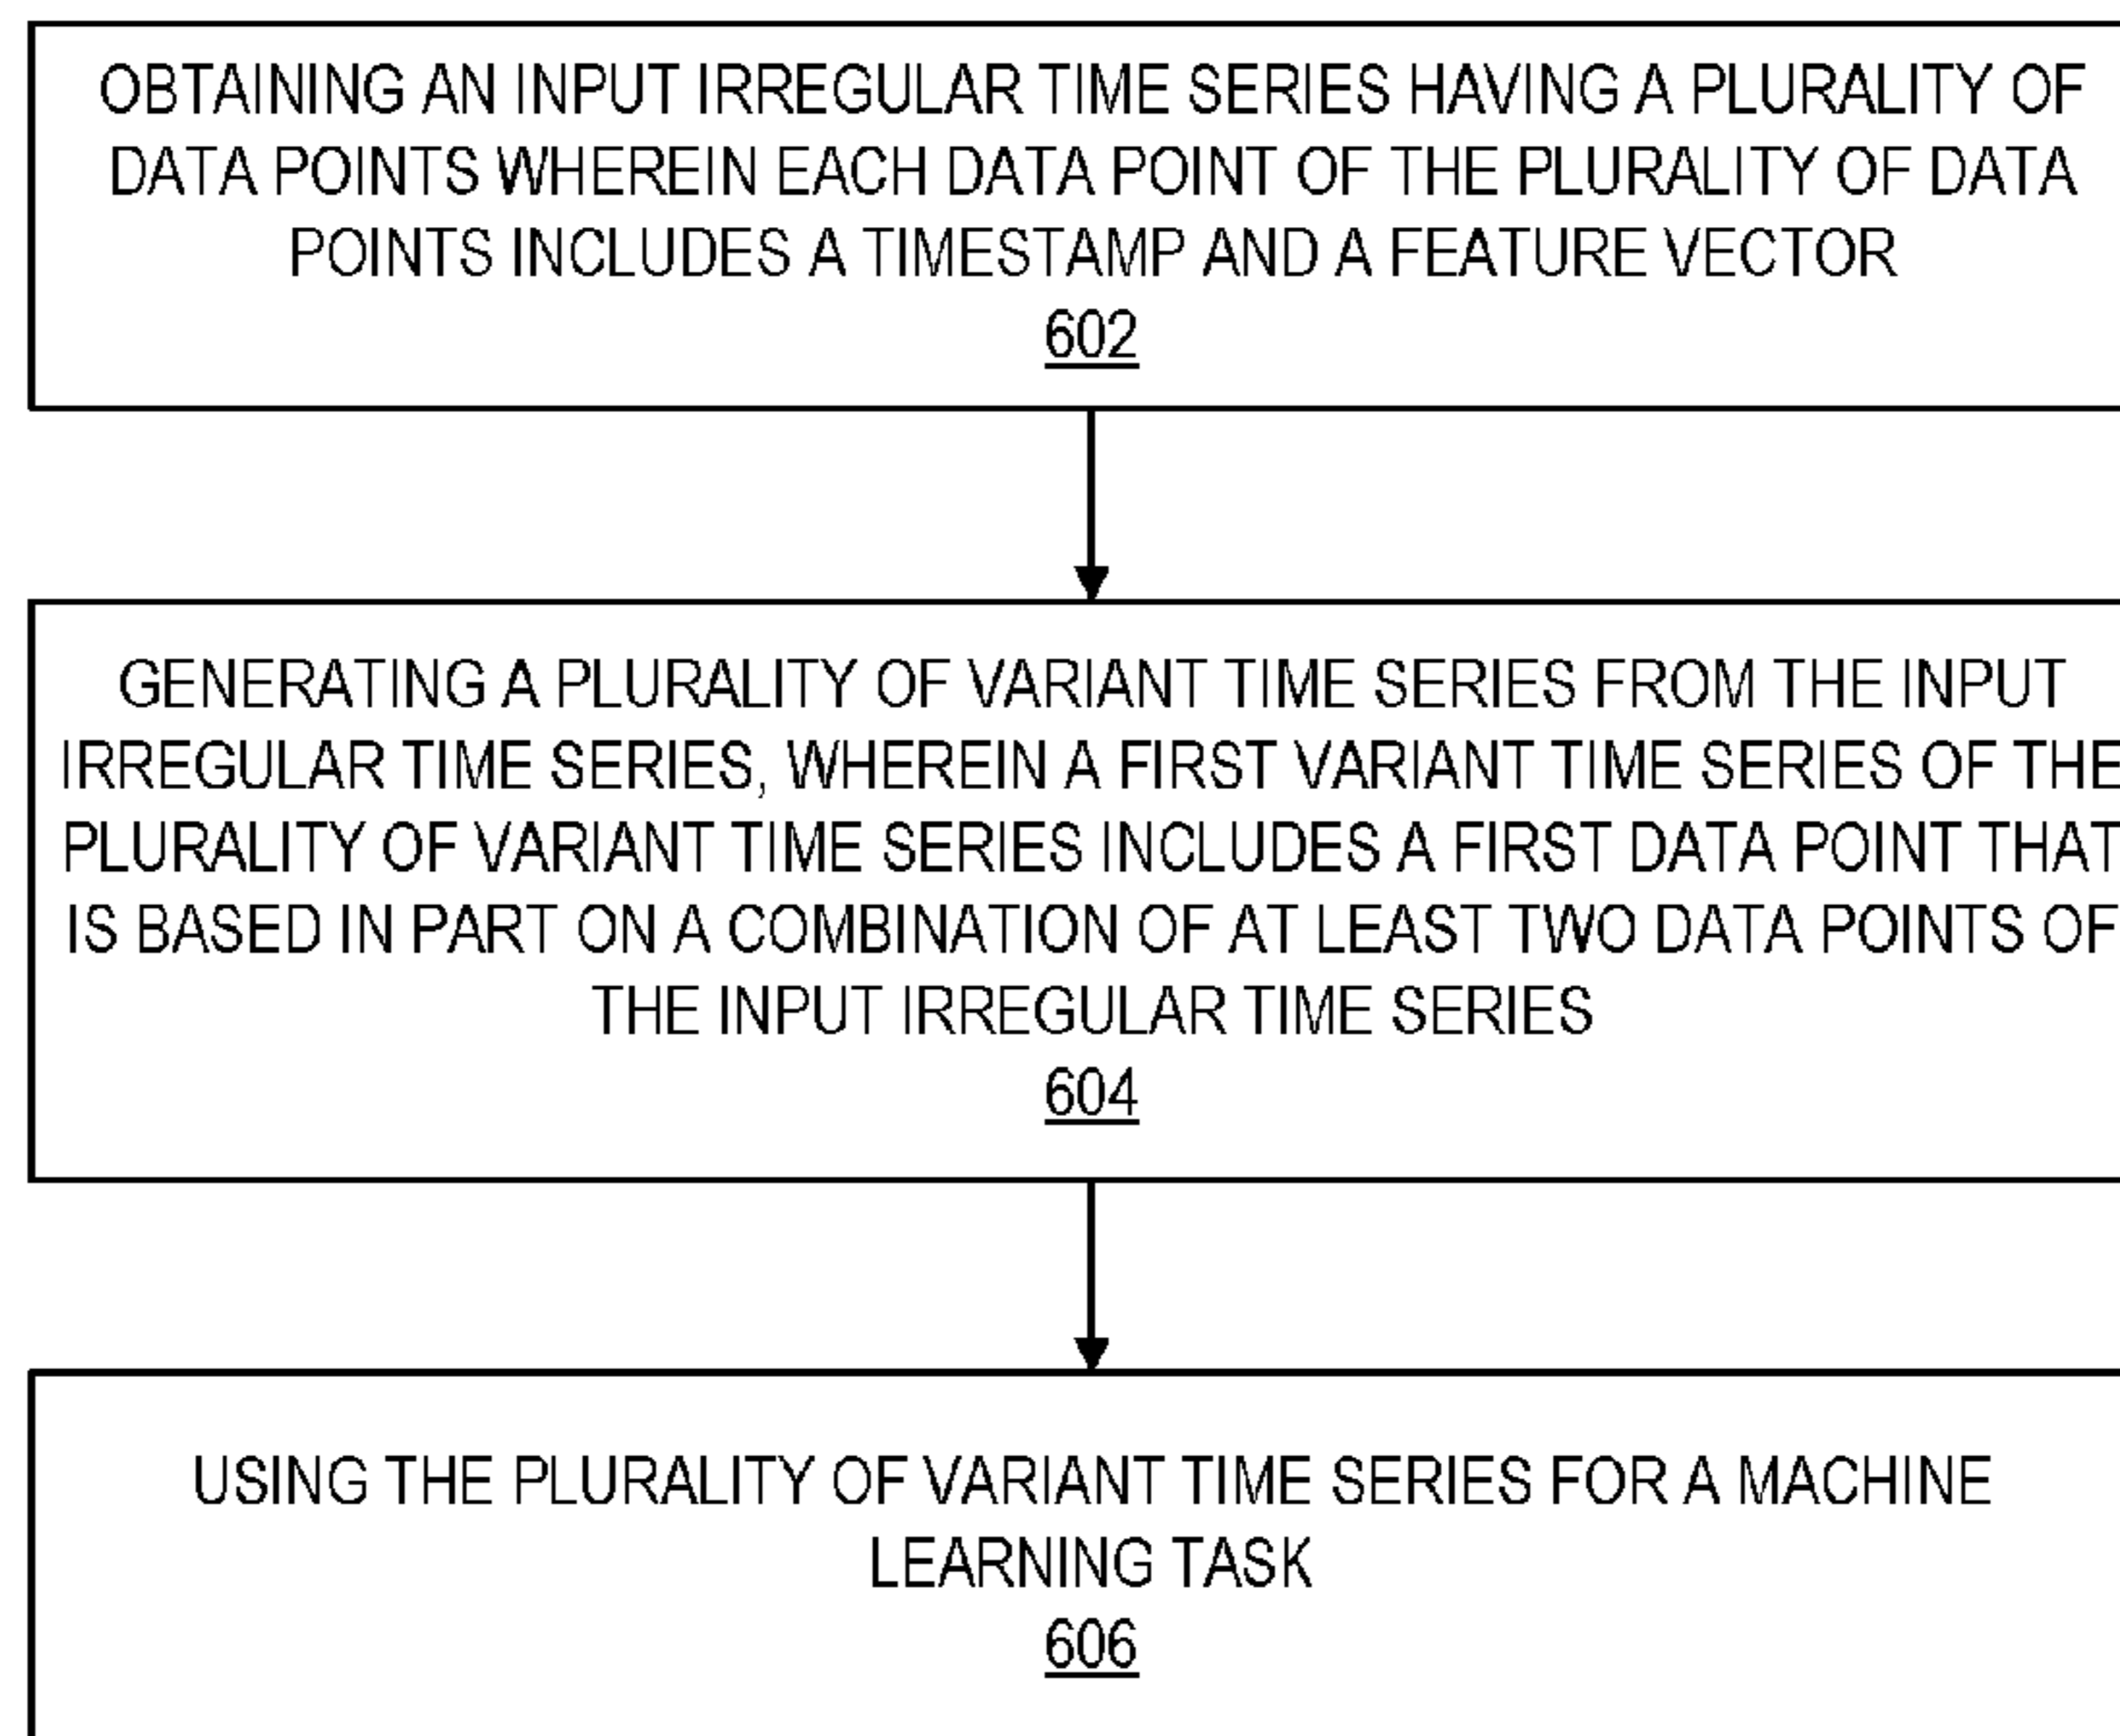 OBTAINING AN INPUT IRREGULAR TIME SERIES HAVING A PLURALITY OF
DATA POINTS WHEREIN EACH DATA POINT OF THE PLURALITY OF DATA
POINTS INCLUDES A TIMESTAMP AND A FEATURE VECTOR
602
GENERATING A PLURALITY OF VARIANT TIME SERIES FROM THE INPUT
IRREGULAR TIME SERIES, WHEREIN A FIRST VARIANT TIME SERIES OF THE
PLURALITY OF VARIANT TIME SERIES INCLUDES A FIRST DATA POINT THAT
IS BASED IN PART ON A COMBINATION OF AT LEAST TWO DATA POINTS OF
THE INPUT IRREGULAR TIME SERIES
604
USING THE PLURALITY OF VARIANT TIME SERIES FOR A MACHINE
LEARNING TASK
606